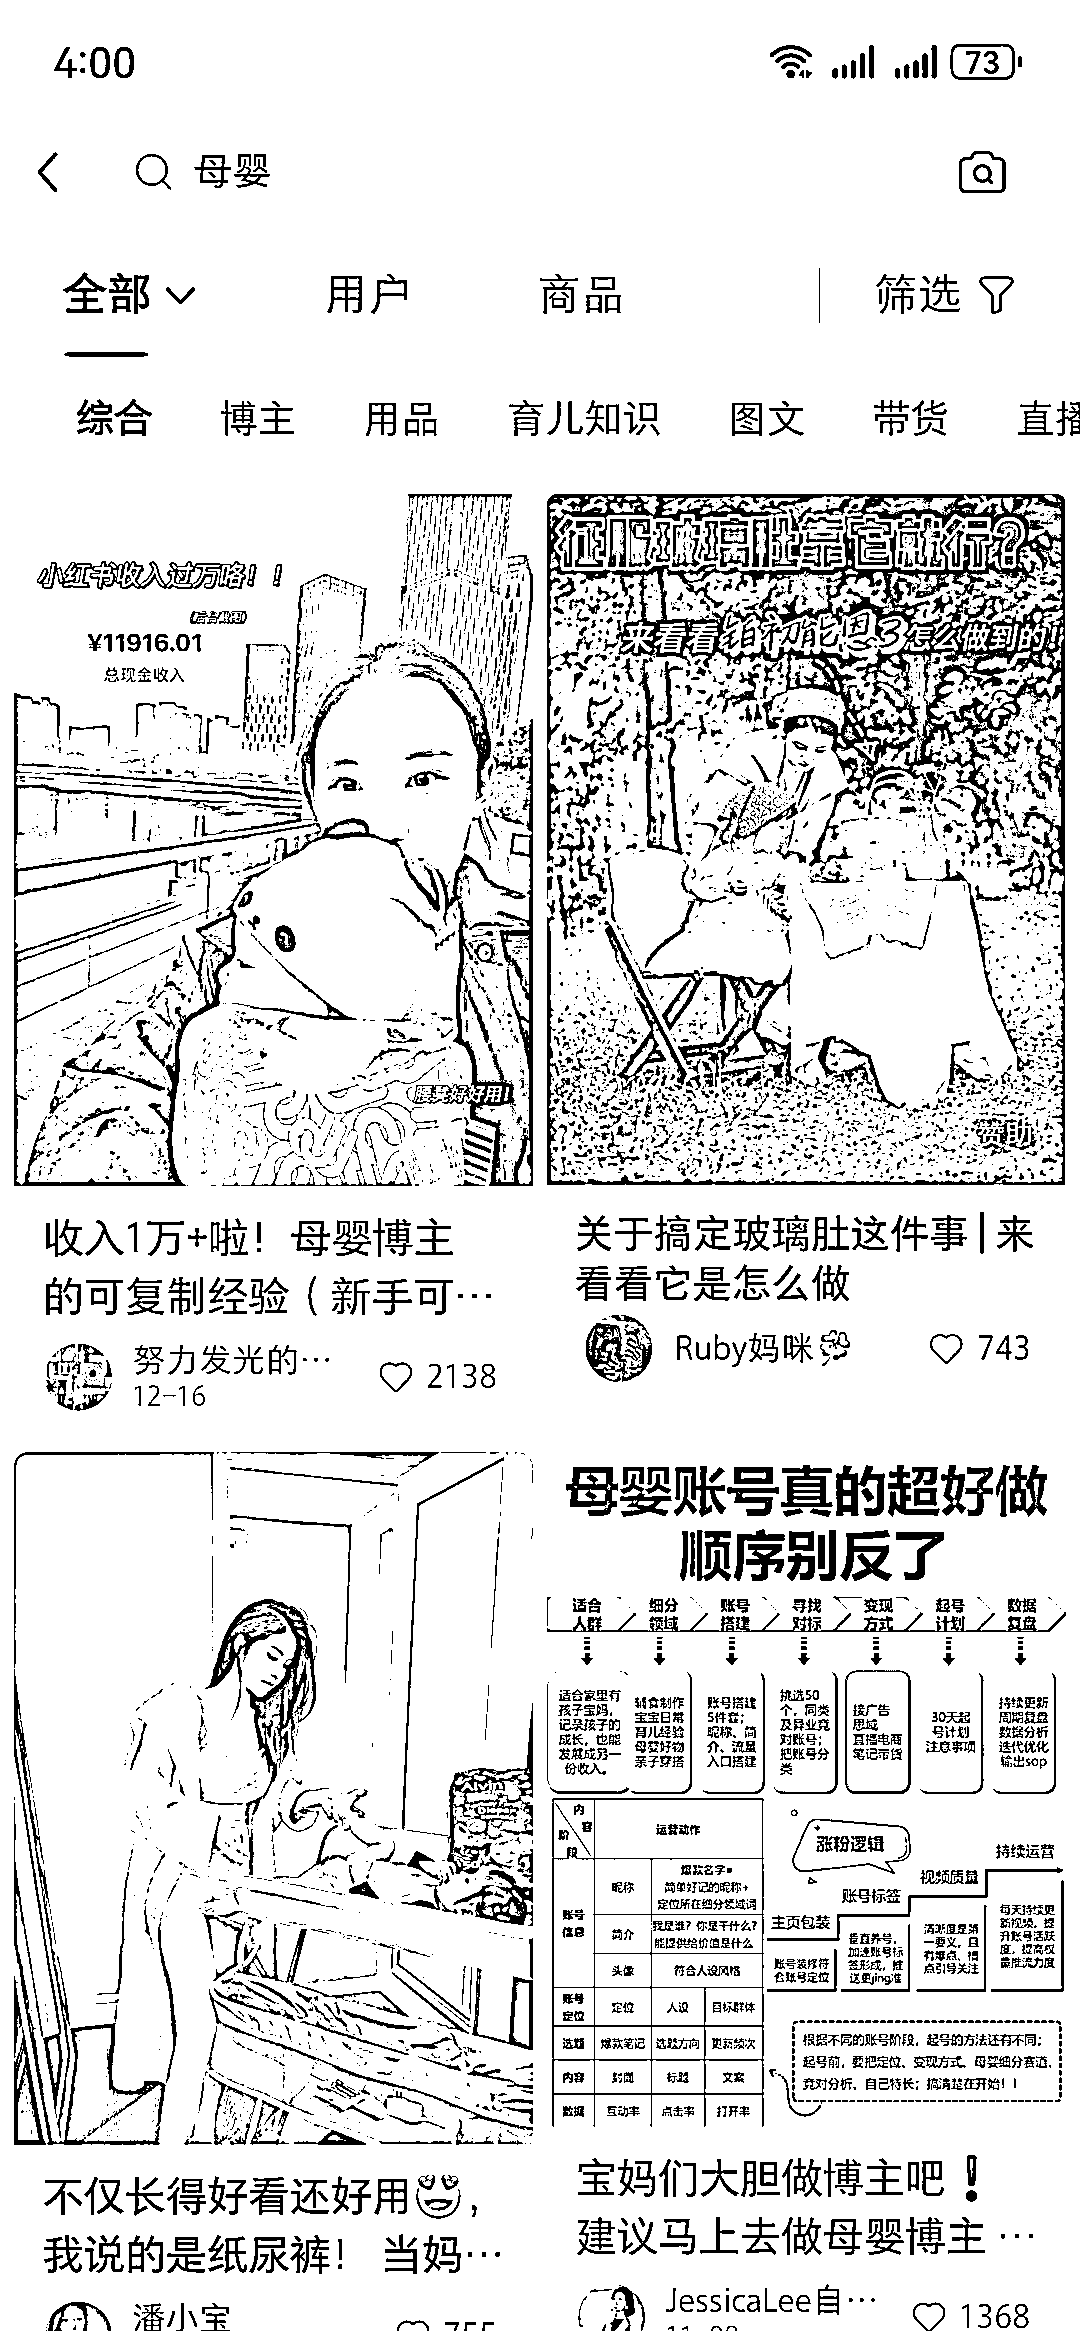 4:00
73
母婴
全部
用户
商品
筛选
综合
博主
用品
育儿知识
图文
带货
直播
小红书收入过万咯！！
¥11916.01
总现金收入
腰凳好好用！
收入1万+啦！母婴博主
的可复制经验（新手可…
努力发光的…
12-16
2138
征服玻璃肚靠它就行？
来看看铂初能恩3怎么做到的！
赞助
关于搞定玻璃肚这件事|来
看看它是怎么做
Ruby妈咪
743
不仅长得好看还好用😍，
我说的是纸尿裤！ 当妈…
潘小宝
755
母婴账号真的超好做
顺序别反了
适合
人群
细分
领域
账号
搭建
寻找
对标
变现
方式
起号
计划
数据
复盘
适合家里有
孩子宝妈，
记录孩子的
成长，也能
发展成另一
份收入。
辅食制作
宝宝日常
育儿经验
母婴好物
亲子穿搭
账号搭建
5件套；
昵称、简
介、流量
入口搭建
挑选50
个，同类
及异业竞
对账号；
把账号分
类
接广告
私域
直播电商
笔记带货
30天起
号计划
注意事项
持续更新
周期复盘
数据分析
迭代优化
输出sop
内
容
阶
段
运营动作
账号
信息
昵称
爆款名字=
简单好记的昵称+
定位所在细分领域词
简介
我是谁？你是干什么？
能提供给价值是什么
头像
符合人设风格
账号
定位
定位
人设
目标群体
选题
爆款笔记
选题方向
更新频次
内容
封面
标题
文案
数据
互动率
点击率
打开率
涨粉逻辑
主页包装
账号标签
视频质量
持续运营
账号装修符
合账号定位
垂直养号，
加速账号标
签形成，推
送更jing准
清晰度是第
一要义，且
有爆点、槽
点引导关注
每天持续更
新视频，提
升账号活跃
度，提高权
重推流力度
根据不同的账号阶段，起号的方法还有不同；
起号前，要把定位、变现方式、母婴细分赛道、
竞对分析、自己特长；搞清楚在开始！！
宝妈们大胆做博主吧❗
建议马上去做母婴博主 …
JessicaLee自…
1368